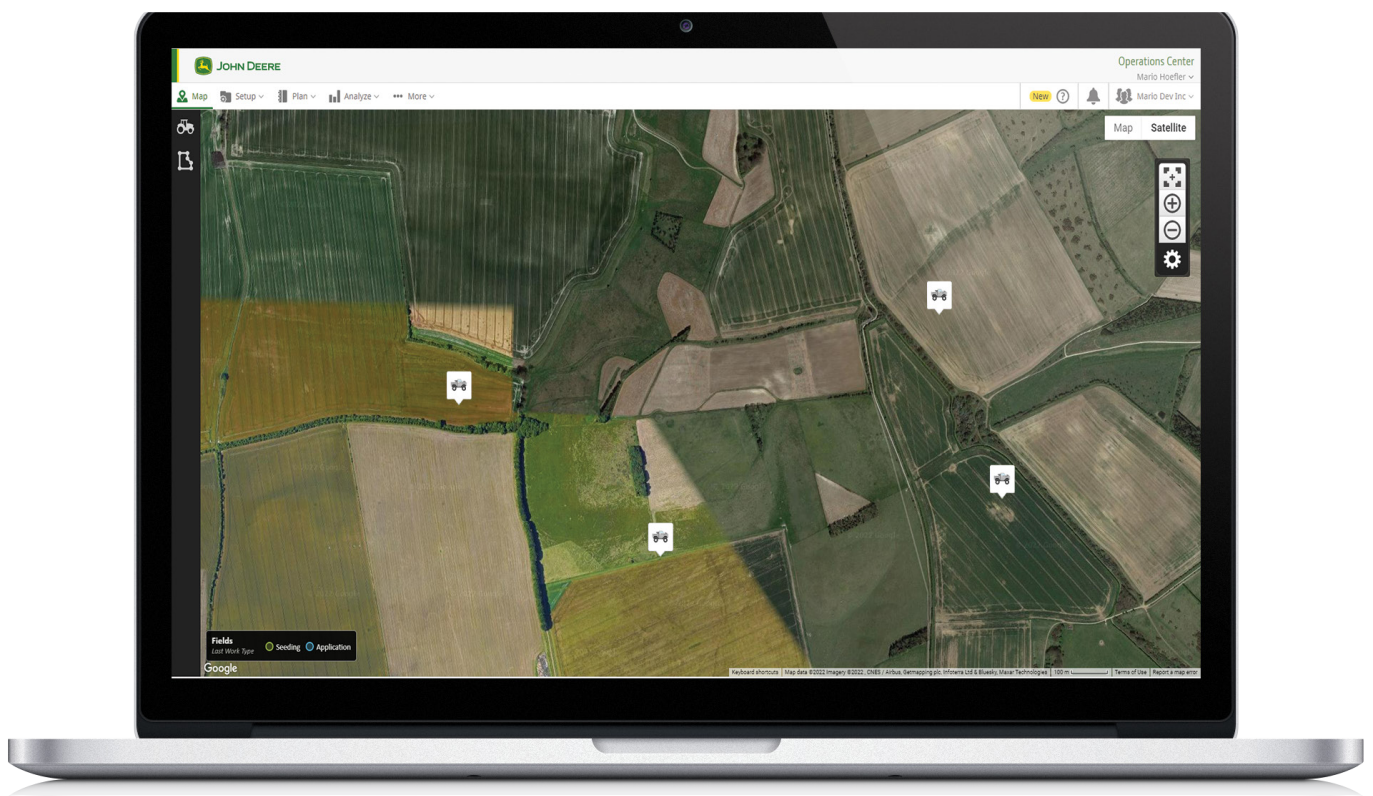 JOHN DEERE
Operations Center
Mario Hoefler
Map
Setup
Plan
Analyze
More
New
?
Mario Dev Inc
Map
Satellite
Fields
Last Work Type
Seeding
Application
Google
Keyboard shortcuts
Map data ©2022 Imagery ©2022 , CNES / Airbus, Getmapping plc, Infoterra Ltd & Bluesky, Maxar Technologies
100 m
Terms of Use
Report a map error